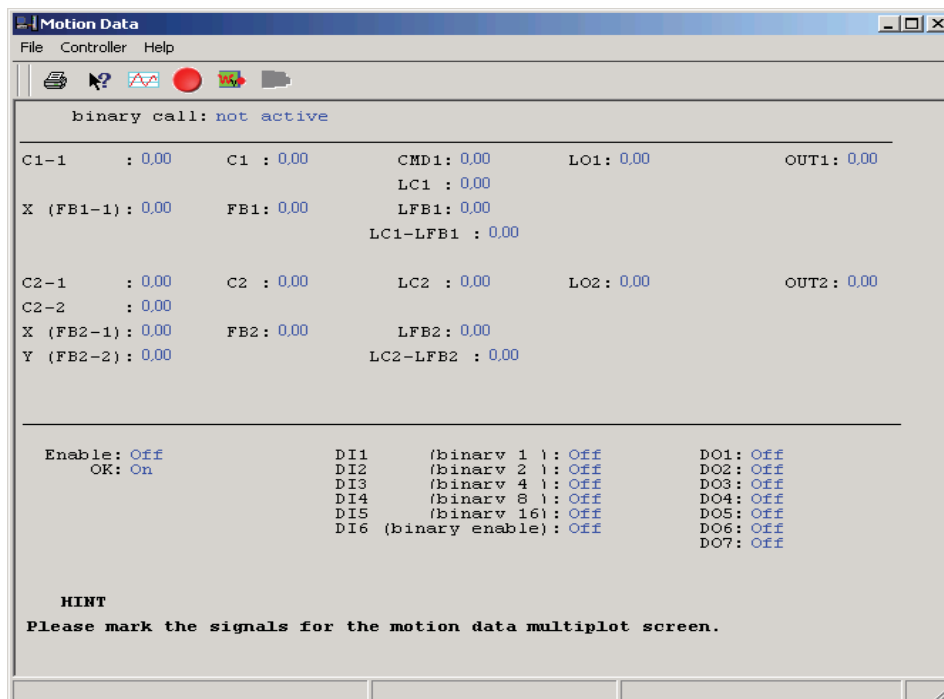 Motion Data
File Controller Help
binary call: not active
C1-1 : 0,00 C1 : 0,00 CMD1: 0,00 LO1: 0,00 OUT1: 0,00
LC1 : 0,00
X (FB1-1): 0,00 FB1: 0,00 LFB1: 0,00
LC1-LFB1 : 0,00
C2-1 : 0,00 C2 : 0,00 LC2 : 0,00 LO2: 0,00 OUT2: 0,00
C2-2 : 0,00
X (FB2-1): 0,00 FB2: 0,00 LFB2: 0,00
Y (FB2-2): 0,00 LC2-LFB2 : 0,00
Enable: Off DI1 (binary 1 ): Off DO1: Off
OK: On DI2 (binary 2 ): Off DO2: Off
DI3 (binary 4 ): Off DO3: Off
DI4 (binary 8 ): Off DO4: Off
DI5 (binary 16): Off DO5: Off
DI6 (binary enable): Off DO6: Off
DO7: Off
HINT
Please mark the signals for the motion data multiplot screen.